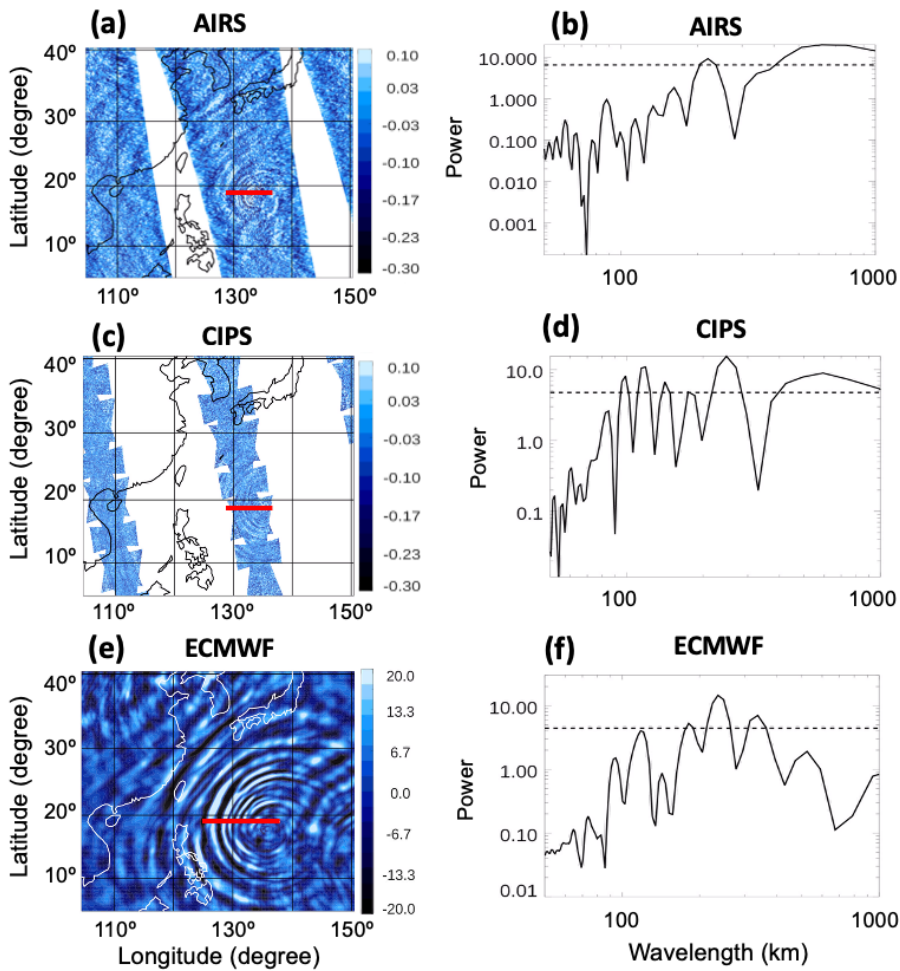 (a) AIRS
40º
30º
20º
10º
Latitude (degree)
110º 130º 150º
0.10
0.03
-0.03
-0.10
-0.17
-0.23
-0.30
(b) AIRS
10.000
1.000
0.100
0.010
0.001
Power
100 1000
(c) CIPS
40º
30º
20º
10º
Latitude (degree)
110º 130º 150º
0.10
0.03
-0.03
-0.10
-0.17
-0.23
-0.30
(d) CIPS
10.0
1.0
0.1
Power
100 1000
(e) ECMWF
40º
30º
20º
10º
Latitude (degree)
110º 130º 150º
Longitude (degree)
20.0
13.3
6.7
0.0
-6.7
-13.3
-20.0
(f) ECMWF
10.00
1.00
0.10
0.01
Power
100 1000
Wavelength (km)